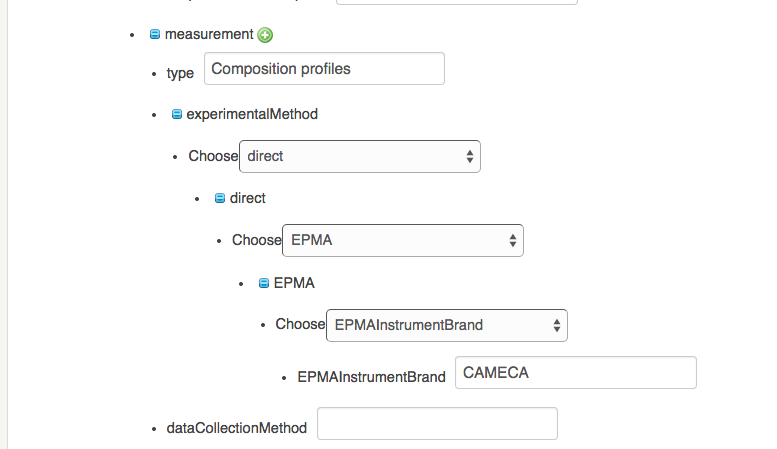 measurement
type Composition profiles
experimentalMethod
Choose direct
direct
Choose EPMA
EPMA
Choose EPMAInstrumentBrand
EPMAInstrumentBrand CAMECA
dataCollectionMethod